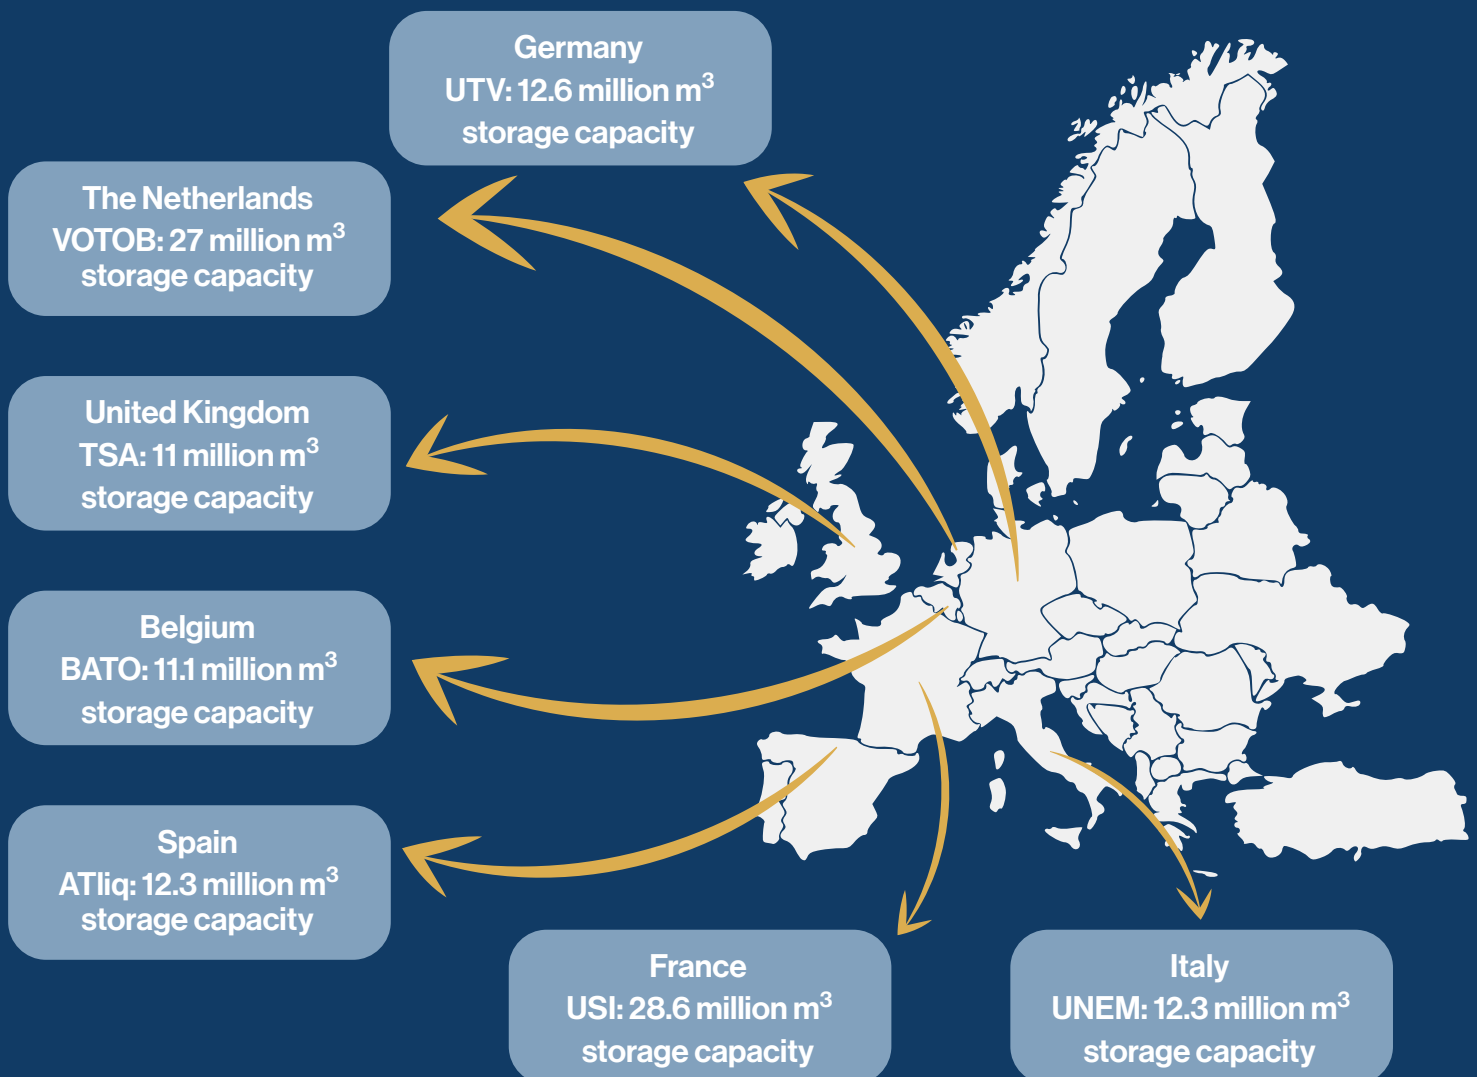 Germany
UTV: 12.6 million m³
storage capacity
The Netherlands
VOTOB: 27 million m³
storage capacity
United Kingdom
TSA: 11 million m³
storage capacity
Belgium
BATO: 11.1 million m³
storage capacity
Spain
ATliq: 12.3 million m³
storage capacity
France
USI: 28.6 million m³
storage capacity
Italy
UNEM: 12.3 million m³
storage capacity